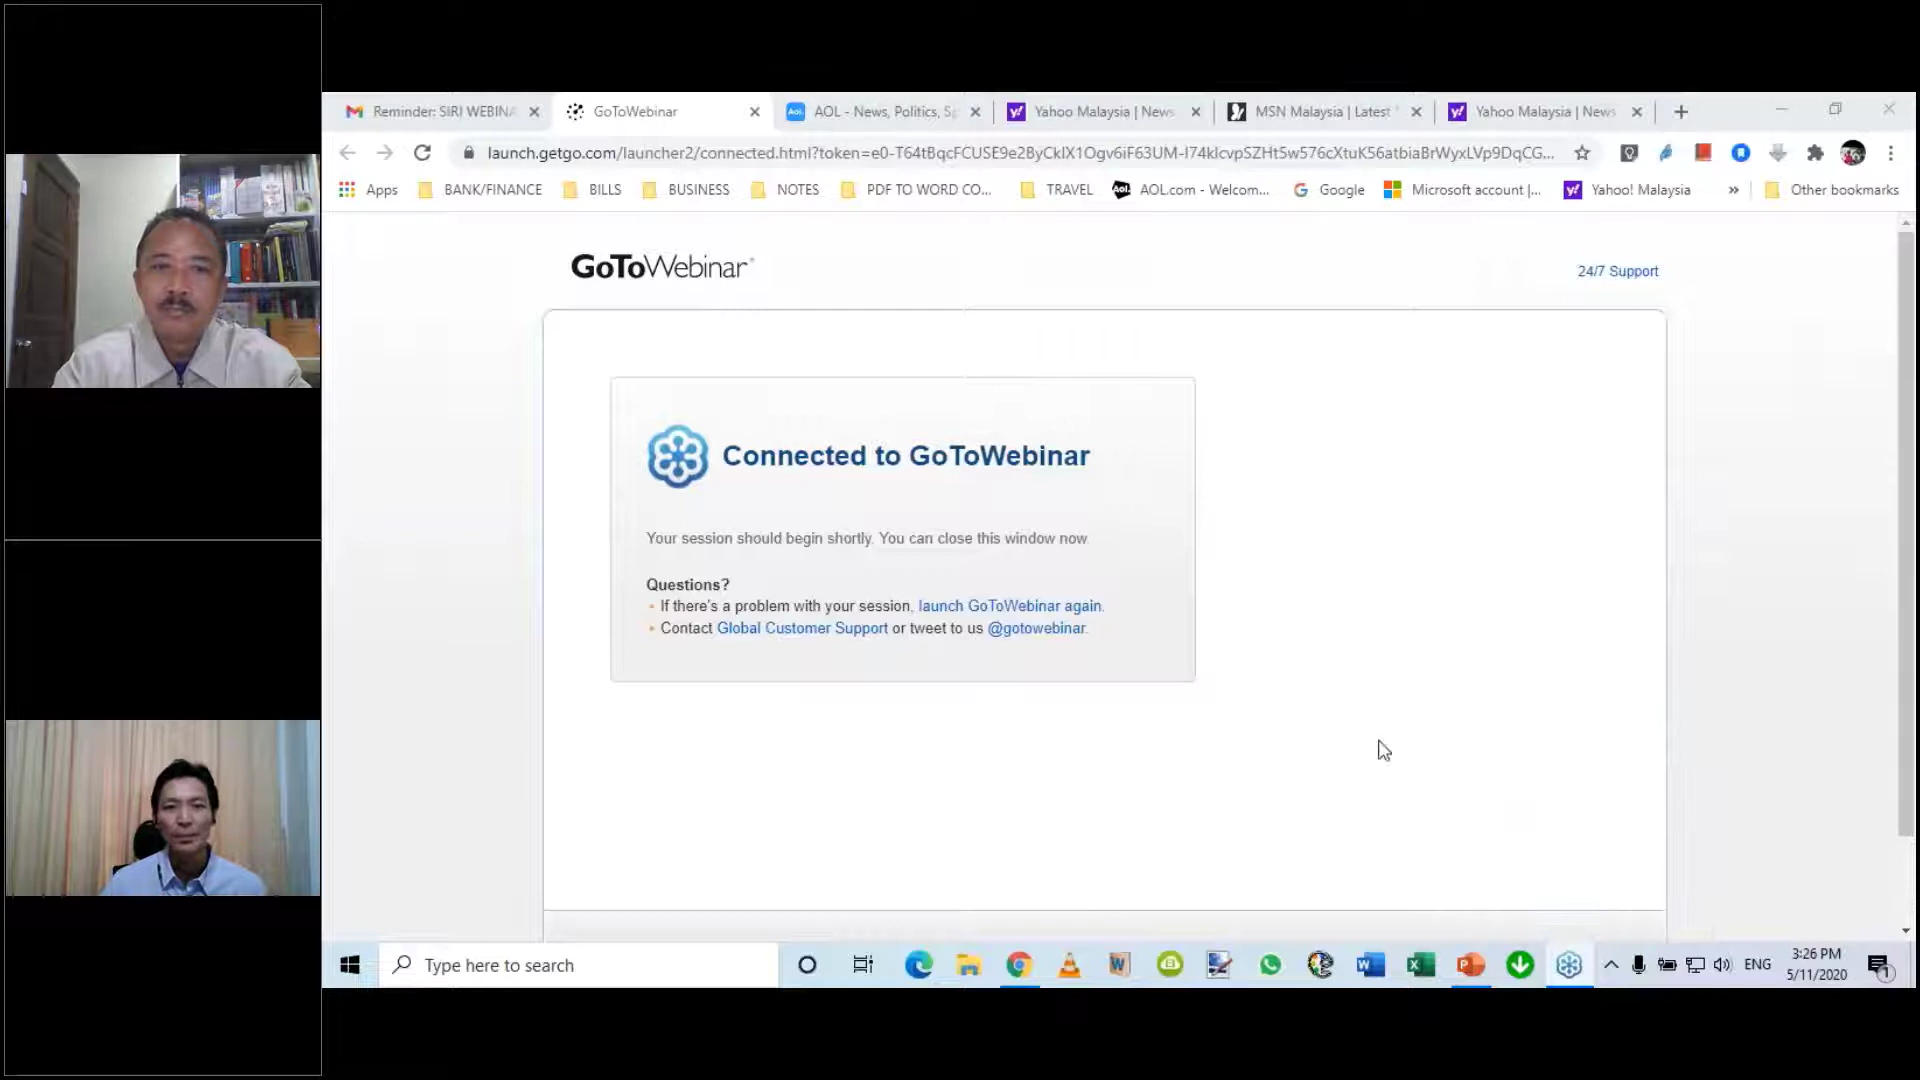 Reminder: SIRI WEBINA
GoToWebinar
AOL - News, Politics, Sp
Yahoo Malaysia | News
MSN Malaysia | Latest
Yahoo Malaysia | News
launch.getgo.com/launcher2/connected.html?token=
Apps
BANK/FINANCE
BILLS
BUSINESS
NOTES
PDF TO WORD CO...
TRAVEL
AOL.com - Welcom...
Google
Microsoft account |...
Yahoo! Malaysia
»
Other bookmarks
GoToWebinar
24/7 Support
Connected to GoToWebinar
Your session should begin shortly. You can close this window now.
Questions?
If there's a problem with your session, launch GoToWebinar again.
Contact Global Customer Support or tweet to us @gotowebinar.
Type here to search
ENG
3:26 PM
5/11/2020
1